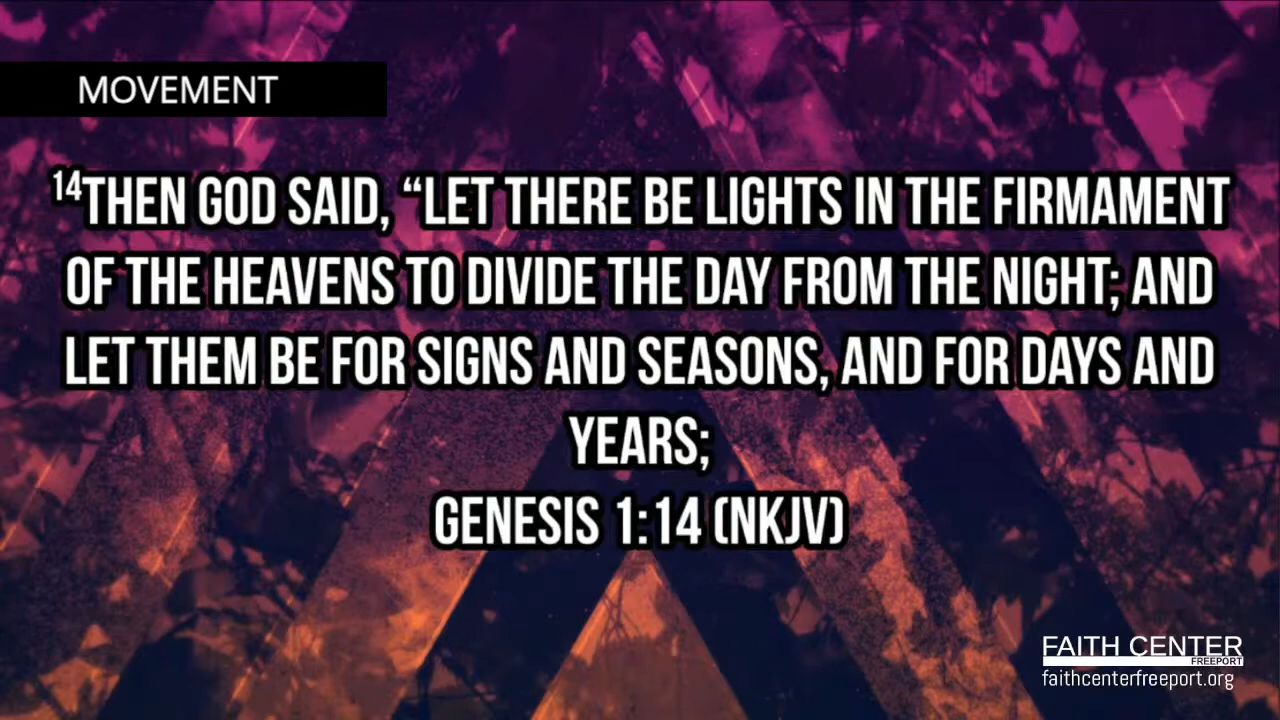 MOVEMENT
14THEN GOD SAID, “LET THERE BE LIGHTS IN THE FIRMAMENT
OF THE HEAVENS TO DIVIDE THE DAY FROM THE NIGHT; AND
LET THEM BE FOR SIGNS AND SEASONS, AND FOR DAYS AND
YEARS;
GENESIS 1:14 (NKJV)
FAITH CENTER
FREEPORT
faithcenterfreeport.org